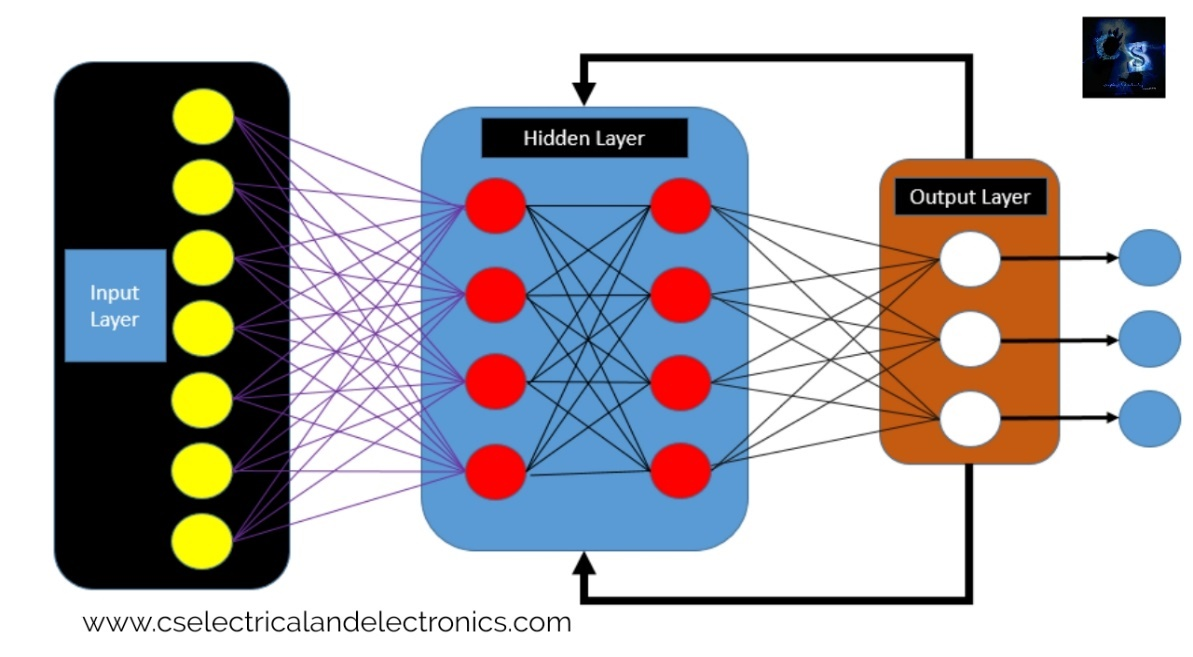 Hidden Layer
Output Layer
Input
Layer
www.cselectricalandelectronics.com